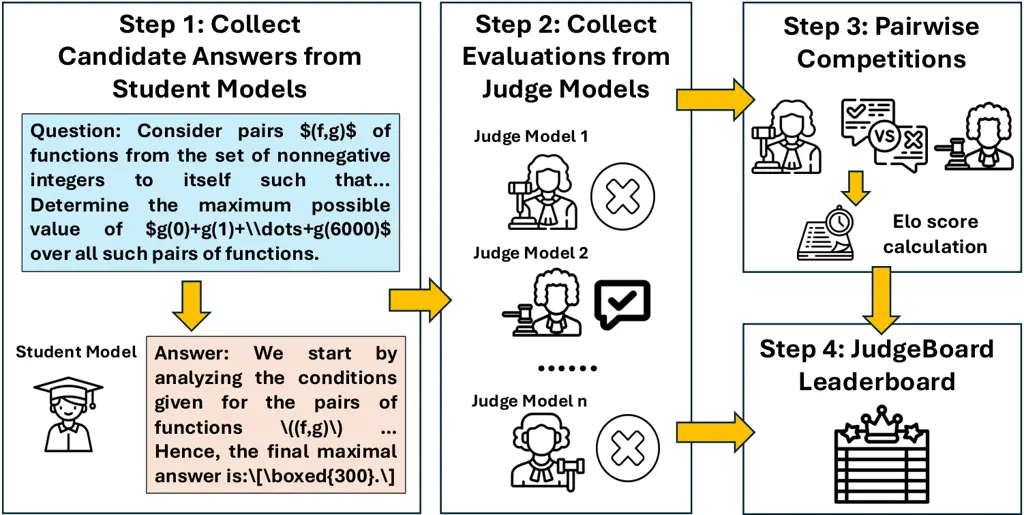 Step 1: Collect
Candidate Answers from
Student Models
Question: Consider pairs $(f,g)$ of
functions from the set of nonnegative
integers to itself such that...
Determine the maximum possible
value of $g(0)+g(1)+\\dots+g(6000)$
over all such pairs of functions.
Student Model
Answer: We start by
analyzing the conditions
given for the pairs of
functions \((f,g)\) ...
Hence, the final maximal
answer is:\[\boxed{300}.\]
Step 2: Collect
Evaluations from
Judge Models
Judge Model 1
Judge Model 2
......
Judge Model n
Step 3: Pairwise
Competitions
VS
Elo score
calculation
Step 4: JudgeBoard
Leaderboard